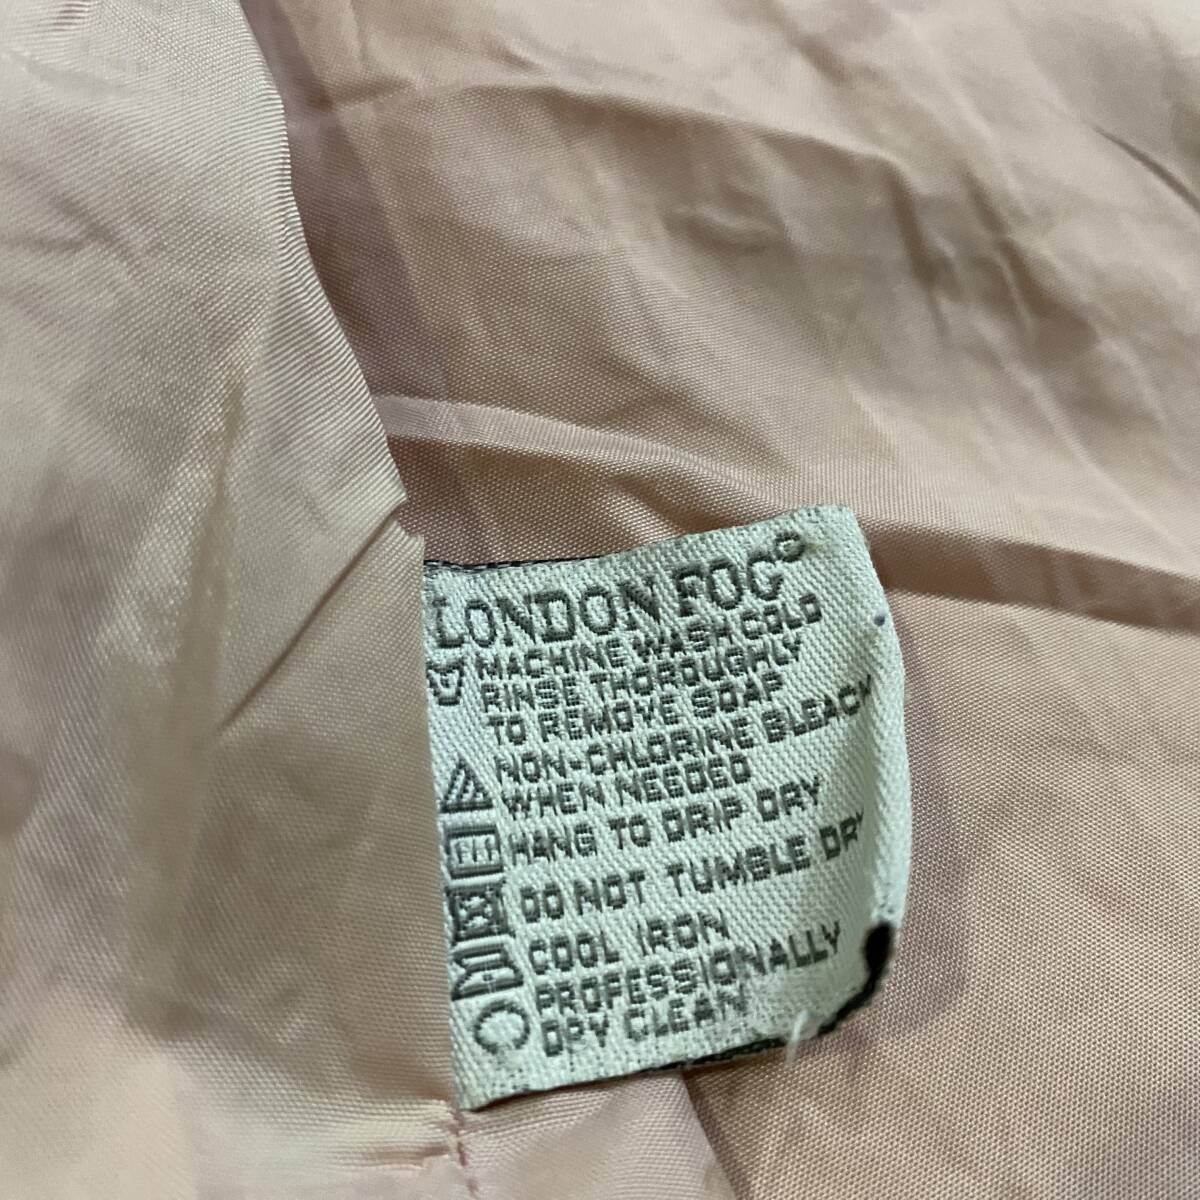 LONDON FOG®
MACHINE WASH COLD
RINSE THOROUGHLY
TO REMOVE SOAP
NON-CHLORINE BLEACH
WHEN NEEDED
HANG TO DRIP DRY
DO NOT TUMBLE DRY
COOL IRON
PROFESSIONALLY
DRY CLEAN